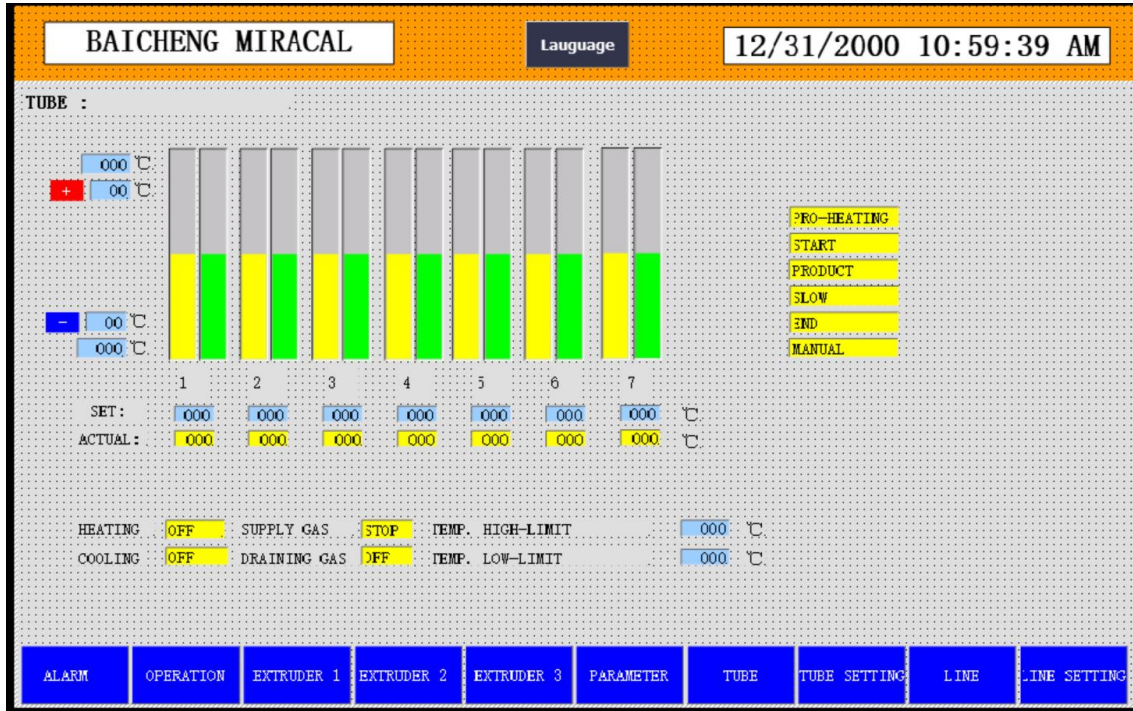 BAICHENG MIRACAL Lauguage 12/31/2000 10:59:39 AM
TUBE :
000 ℃
+ 00 ℃
PRO-HEATING
START
PRODUCT
SLOW
END
MANUAL
- 00 ℃
000 ℃
1 2 3 4 5 6 7
SET: 000 000 000 000 000 000 000 ℃
ACTUAL: 000 000 000 000 000 000 000 ℃
HEATING OFF SUPPLY GAS STOP TEMP. HIGH-LIMIT 000 ℃
COOLING OFF DRAINING GAS OFF TEMP. LOW-LIMIT 000 ℃
ALARM OPERATION EXTRUDER 1 EXTRUDER 2 EXTRUDER 3 PARAMETER TUBE TUBE SETTING LINE LINE SETTING